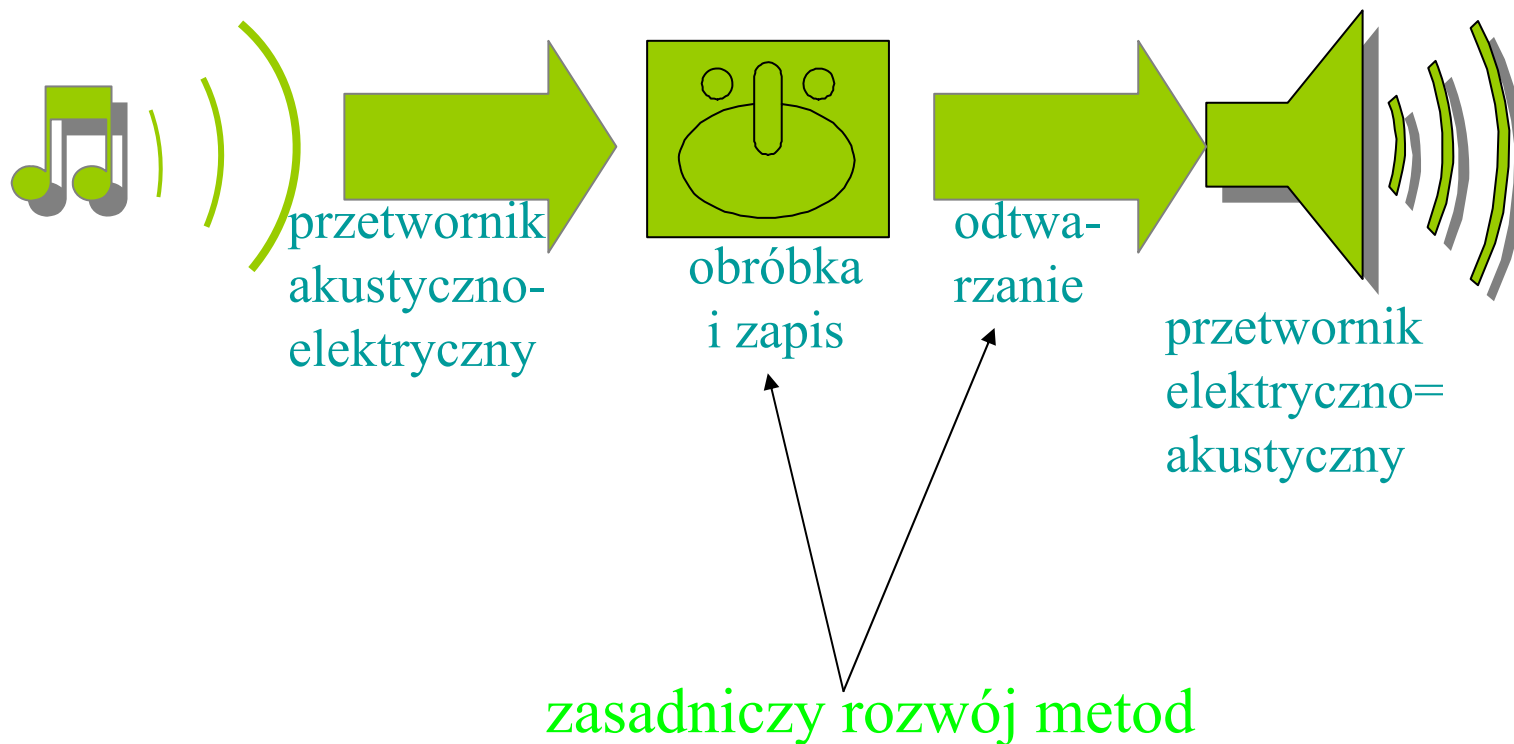 przetwornik
akustyczno-
elektryczny
obróbka
i zapis
odtwa-
rzanie
przetwornik
elektryczno=
akustyczny
zasadniczy rozwój metod